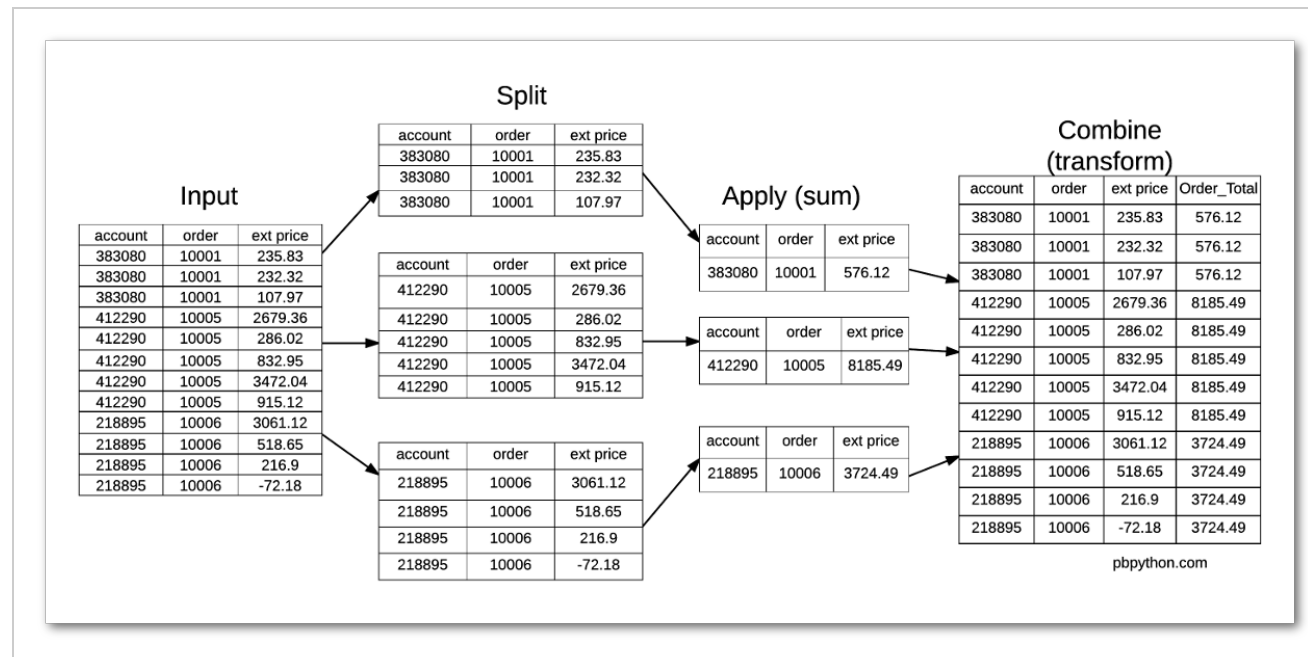 Input
account order ext price
383080 10001 235.83
383080 10001 232.32
383080 10001 107.97
412290 10005 2679.36
412290 10005 286.02
412290 10005 832.95
412290 10005 3472.04
412290 10005 915.12
218895 10006 3061.12
218895 10006 518.65
218895 10006 216.9
218895 10006 -72.18
Split
account order ext price
383080 10001 235.83
383080 10001 232.32
383080 10001 107.97
account order ext price
412290 10005 2679.36
412290 10005 286.02
412290 10005 832.95
412290 10005 3472.04
412290 10005 915.12
account order ext price
218895 10006 3061.12
218895 10006 518.65
218895 10006 216.9
218895 10006 -72.18
Apply (sum)
account order ext price
383080 10001 576.12
account order ext price
412290 10005 8185.49
account order ext price
218895 10006 3724.49
Combine
(transform)
account order ext price Order_Total
383080 10001 235.83 576.12
383080 10001 232.32 576.12
383080 10001 107.97 576.12
412290 10005 2679.36 8185.49
412290 10005 286.02 8185.49
412290 10005 832.95 8185.49
412290 10005 3472.04 8185.49
412290 10005 915.12 8185.49
218895 10006 3061.12 3724.49
218895 10006 518.65 3724.49
218895 10006 216.9 3724.49
218895 10006 -72.18 3724.49
pbpython.com